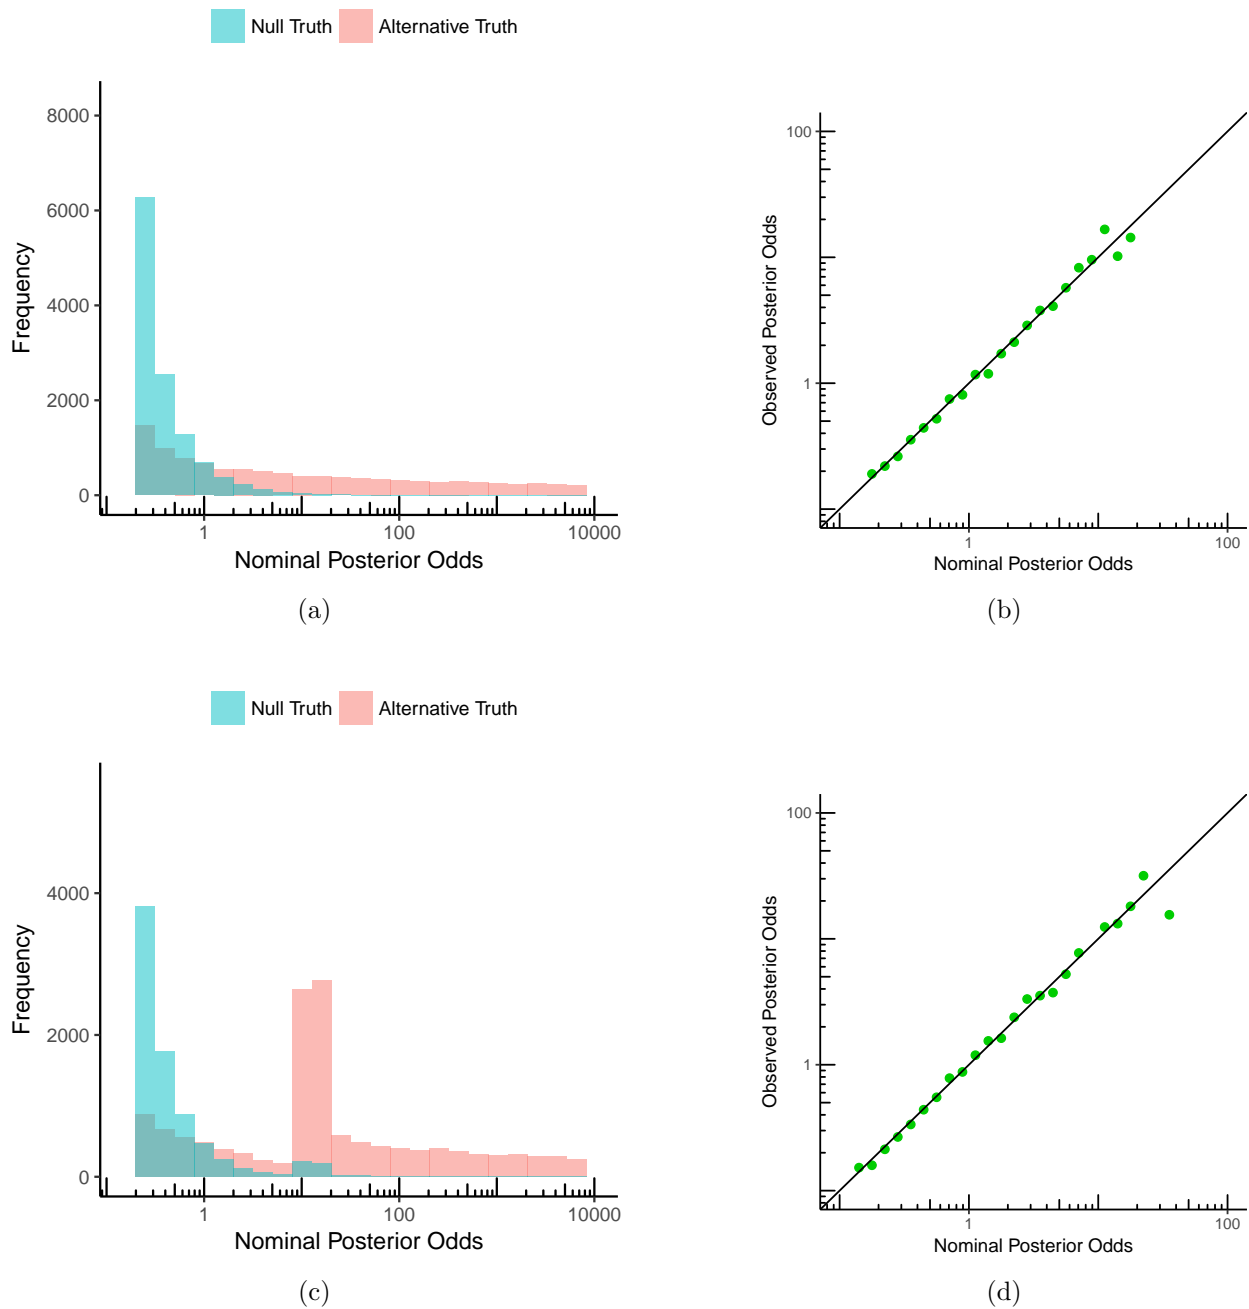 Null Truth Alternative Truth
8000
6000
4000
2000
0
Frequency
1 100 10000
Nominal Posterior Odds
(a)
100
1
Observed Posterior Odds
1 100
Nominal Posterior Odds
(b)
Null Truth Alternative Truth
4000
2000
0
Frequency
1 100 10000
Nominal Posterior Odds
(c)
100
1
Observed Posterior Odds
1 100
Nominal Posterior Odds
(d)